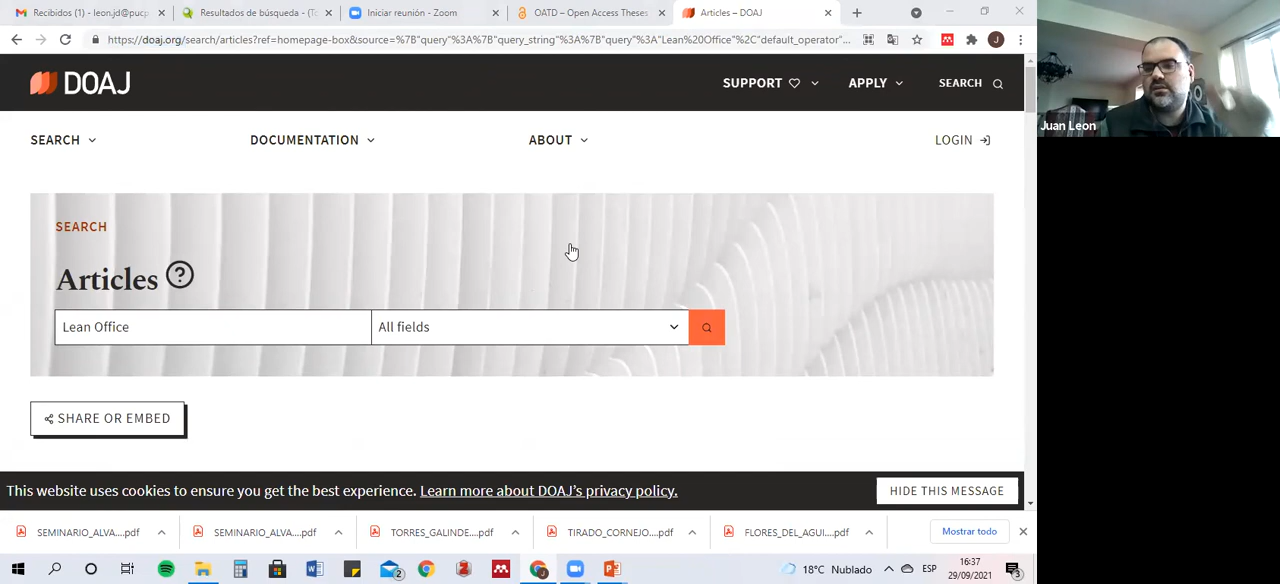 Recibidos (1) - leon.jd@pucp
Resultados de búsqueda - (To
Iniciar reunión - Zoom
OATD – Open Access Theses
Articles – DOAJ
https://doaj.org/search/articles?ref=homepage-box&source=%7B"query"%3A%7B"query_string"%3A%7B"query"%3A"Lean%20Office"%2C"default_operator"...
J
DOAJ
SUPPORT
APPLY
SEARCH
Juan Leon
SEARCH
DOCUMENTATION
ABOUT
LOGIN
SEARCH
Articles ?
Lean Office
All fields
SHARE OR EMBED
This website uses cookies to ensure you get the best experience. Learn more about DOAJ's privacy policy.
HIDE THIS MESSAGE
SEMINARIO_ALVA....pdf
SEMINARIO_ALVA....pdf
TORRES_GALINDE....pdf
TIRADO_CORNEJO....pdf
FLORES_DEL_AGUI....pdf
Mostrar todo
2
18°C Nublado
ESP
16:37
29/09/2021
3